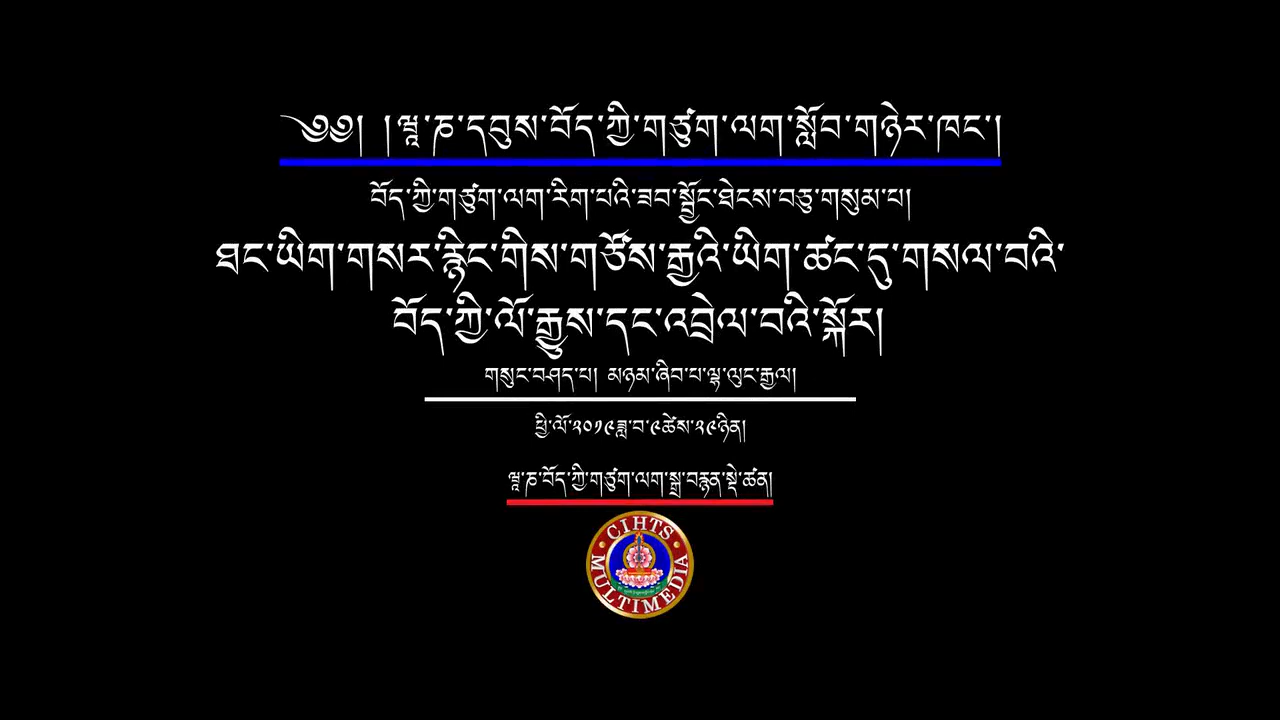 ༄༅། །ཝཱ་ཎ་དབུས་བོད་ཀྱི་གཙུག་ལག་སློབ་གཉེར་ཁང་།
བོད་ཀྱི་གཙུག་ལག་རིག་པའི་ཟབ་སྦྱོང་ཐེངས་བཅུ་གསུམ་པ།
ཐང་ཡིག་གསར་རྙིང་གིས་གཙོས་རྒྱའི་ཡིག་ཚང་དུ་གསལ་བའི་
བོད་ཀྱི་ལོ་རྒྱུས་དང་འབྲེལ་བའི་སྐོར།
གསུང་བཤད་པ། མཉམ་ཞིབ་པ་ལྷ་ལུང་རྒྱལ།
ཕྱི་ལོ་༢༠༡༩ཟླ་བ་༩ཚེས་༢༩ཉིན།
ཝཱ་ཎ་བོད་ཀྱི་གཙུག་ལག་སྒྲ་བརྙན་སྡེ་ཚན།
CIHTS
MULTIMEDIA